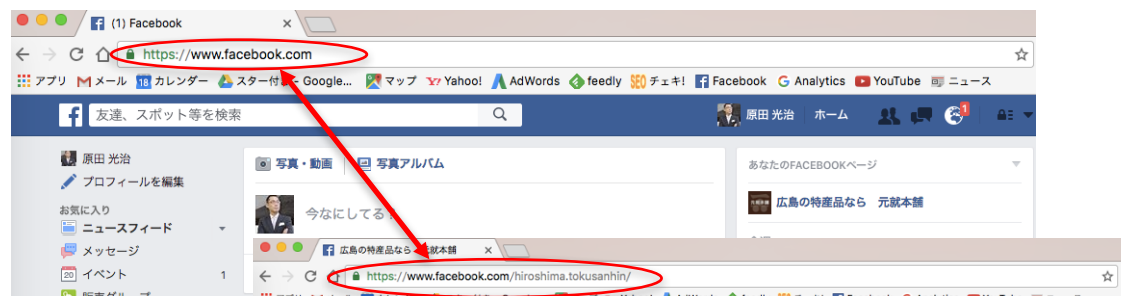 (1) Facebook
https://www.facebook.com
アプリ メール 18 カレンダー スター付き - Google... マップ Yahoo! AdWords feedly SEO チェキ! Facebook Analytics YouTube ニュース
友達、スポット等を検索 原田 光治 ホーム 1
原田 光治 写真・動画 写真アルバム あなたのFACEBOOKページ
プロフィールを編集
今なにしてる? 広島の特産品なら 元就本舗
お気に入り
ニュースフィード
メッセージ 広島の特産品なら 元就本舗
20 イベント 1 https://www.facebook.com/hiroshima.tokusanhin/